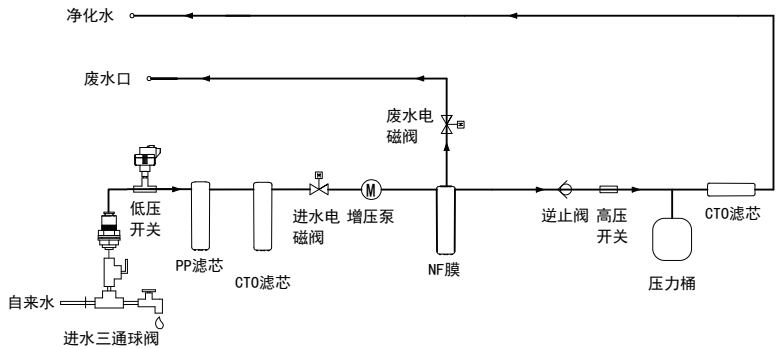 净化水
废水口
废水电
磁阀
低压
开关
进水电
磁阀
M
增压泵
逆止阀
高压
开关
CTO滤芯
PP滤芯
CTO滤芯
NF膜
压力桶
自来水
进水三通球阀